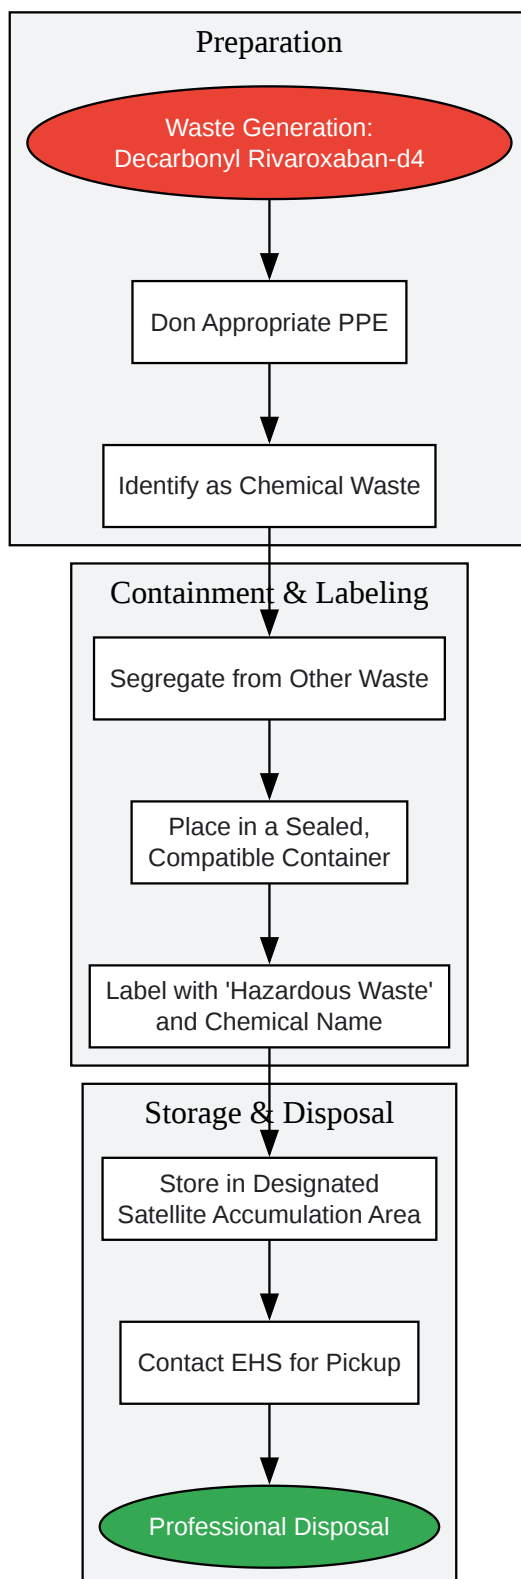 Preparation
Waste Generation:
Decarbonyl Rivaroxaban-d4
Don Appropriate PPE
Identify as Chemical Waste
Containment & Labeling
Segregate from Other Waste
Place in a Sealed,
Compatible Container
Label with 'Hazardous Waste'
and Chemical Name
Storage & Disposal
Store in Designated
Satellite Accumulation Area
Contact EHS for Pickup
Professional Disposal